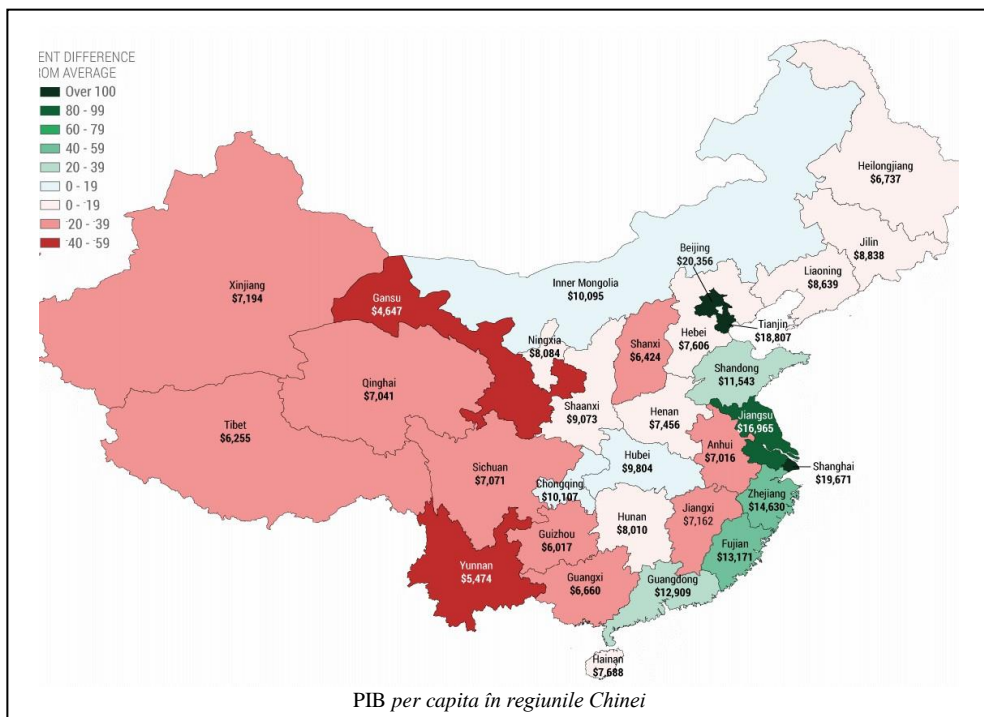 ENT DIFFERENCE
ROM AVERAGE
Over 100
80 - 99
60 - 79
40 - 59
20 - 39
0 - 19
0 - -19
-20 - -39
-40 - -59
Heilongjiang
$6,737
Jilin
$8,838
Beijing
$20,356
Liaoning
$8,639
Inner Mongolia
$10,095
Xinjiang
$7,194
Gansu
$4,647
Tianjin
$18,807
Hebei
$7,606
Ningxia
$8,084
Shanxi
$6,424
Shandong
$11,543
Qinghai
$7,041
Shaanxi
$9,073
Henan
$7,456
Jiangsu
$16,965
Tibet
$6,255
Anhui
$7,016
Hubei
$9,804
Shanghai
$19,671
Sichuan
$7,071
Chongqing
$10,107
Zhejiang
$14,630
Hunan
$8,010
Jiangxi
$7,162
Guizhou
$6,017
Fujian
$13,171
Yunnan
$5,474
Guangxi
$6,660
Guangdong
$12,909
Hainan
$7,688
PIB per capita în regiunile Chinei